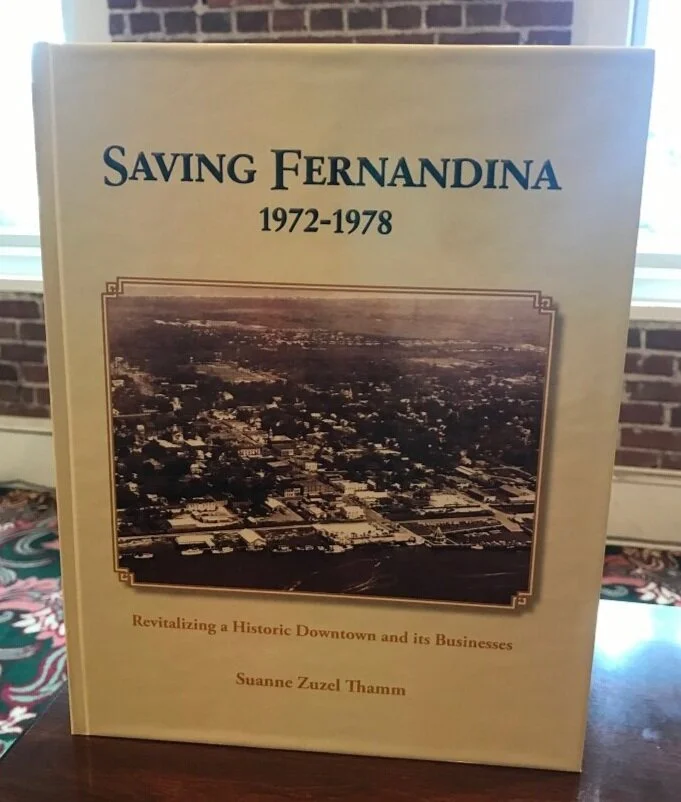 SAVING FERNANDINA
1972-1978
Revitalizing a Historic Downtown and its Businesses
Suanne Zuzel Thamm